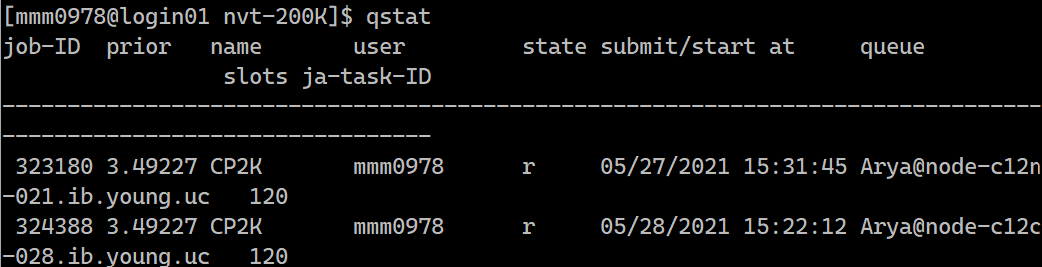 [mmm0978@login01 nvt-200K]$ qstat
job-ID  prior   name       user         state submit/start at     queue
                 slots ja-task-ID
--------------------------------------------------------------------------------
---------------------------------
 323180 3.49227 CP2K       mmm0978      r     05/27/2021 15:31:45 Arya@node-c12n
-021.ib.young.uc   120
 324388 3.49227 CP2K       mmm0978      r     05/28/2021 15:22:12 Arya@node-c12c
-028.ib.young.uc   120